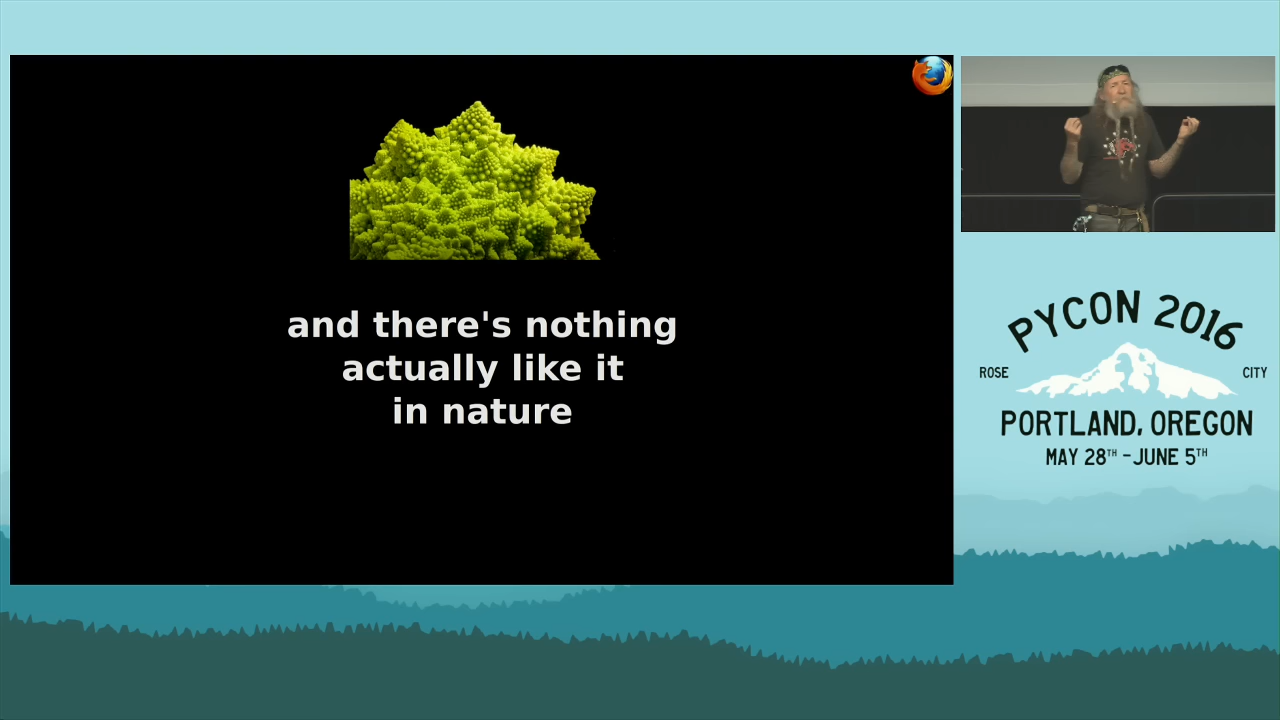 and there's nothing
actually like it
in nature
PYCON 2016
ROSE
CITY
PORTLAND, OREGON
MAY 28TH - JUNE 5TH